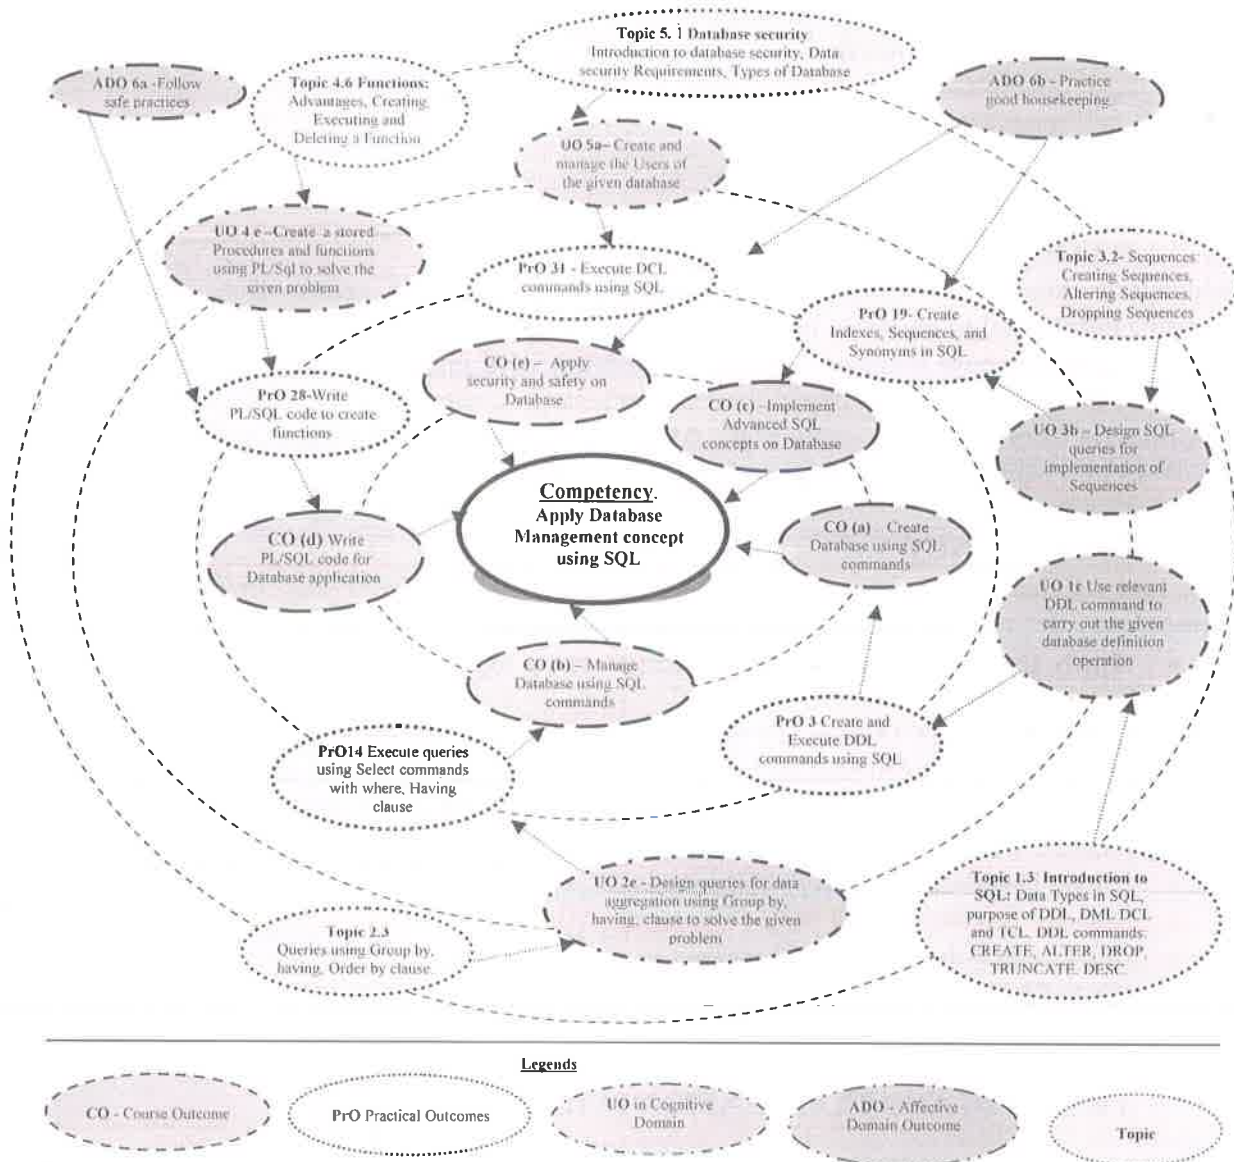 Topic 5. 1 Database security
Introduction to database security, Data
security Requirements, Types of Database
ADO 6a -Follow
safe practices
Topic 4.6 Functions:
Advantages, Creating,
Executing and
Deleting a Function
ADO 6b - Practice
good housekeeping.
UO 5a– Create and
manage the Users of
the given database
UO 4 e –Create a stored
Procedures and functions
using PL/Sql to solve the
given problem
PrO 31 - Execute DCL
commands using SQL
PrO 19- Create
Indexes, Sequences, and
Synonyms in SQL
Topic 3.2- Sequences:
Creating Sequences,
Altering Sequences,
Dropping Sequences
CO (e) – Apply
security and safety on
Database
PrO 28-Write
PL/SQL code to create
functions
CO (c) –Implement
Advanced SQL
concepts on Database
UO 3b – Design SQL
queries for
implementation of
Sequences
Competency.
Apply Database
Management concept
using SQL
CO (d) Write
PL/SQL code for
Database application
CO (a) – Create
Database using SQL
commands
UO 1c Use relevant
DDL command to
carry out the given
database definition
operation
CO (b) – Manage
Database using SQL
commands
PrO 3 Create and
Execute DDL
commands using SQL
PrO14 Execute queries
using Select commands
with where, Having
clause
UO 2e - Design queries for data
aggregation using Group by,
having, clause to solve the given
problem
Topic 1.3 Introduction to
SQL: Data Types in SQL,
purpose of DDL, DML DCL
and TCL. DDL commands:
CREATE, ALTER, DROP,
TRUNCATE. DESC.
Topic 2.3
Queries using Group by,
having, Order by clause.
Legends
CO - Course Outcome
PrO Practical Outcomes
UO in Cognitive
Domain
ADO - Affective
Domain Outcome
Topic